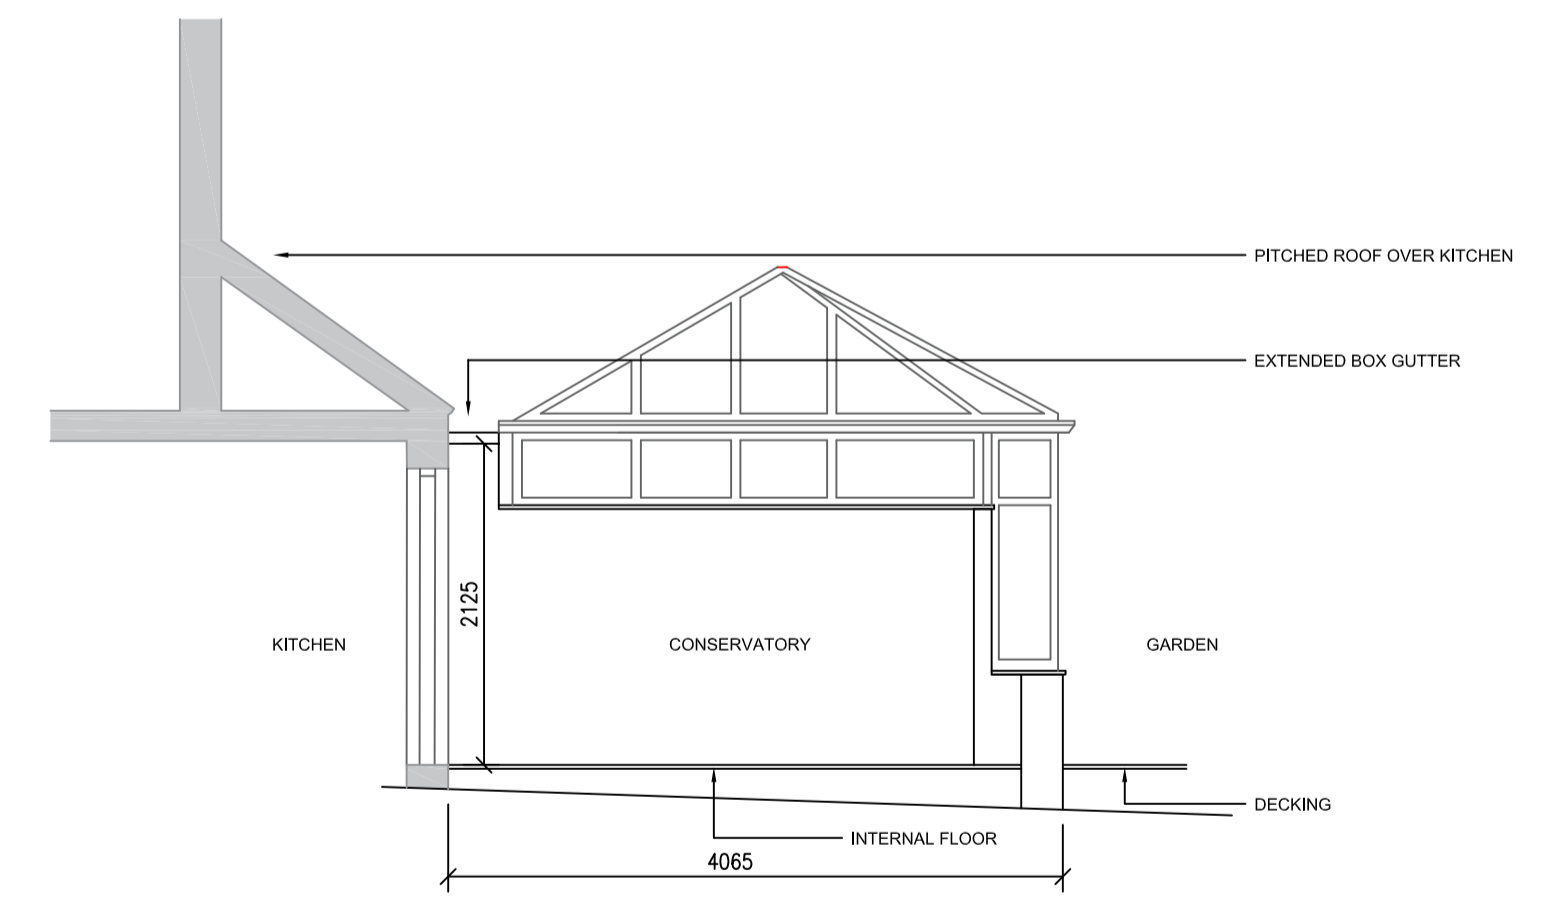 PITCHED ROOF OVER KITCHEN
EXTENDED BOX GUTTER
2125
KITCHEN
CONSERVATORY
GARDEN
DECKING
INTERNAL FLOOR
4065